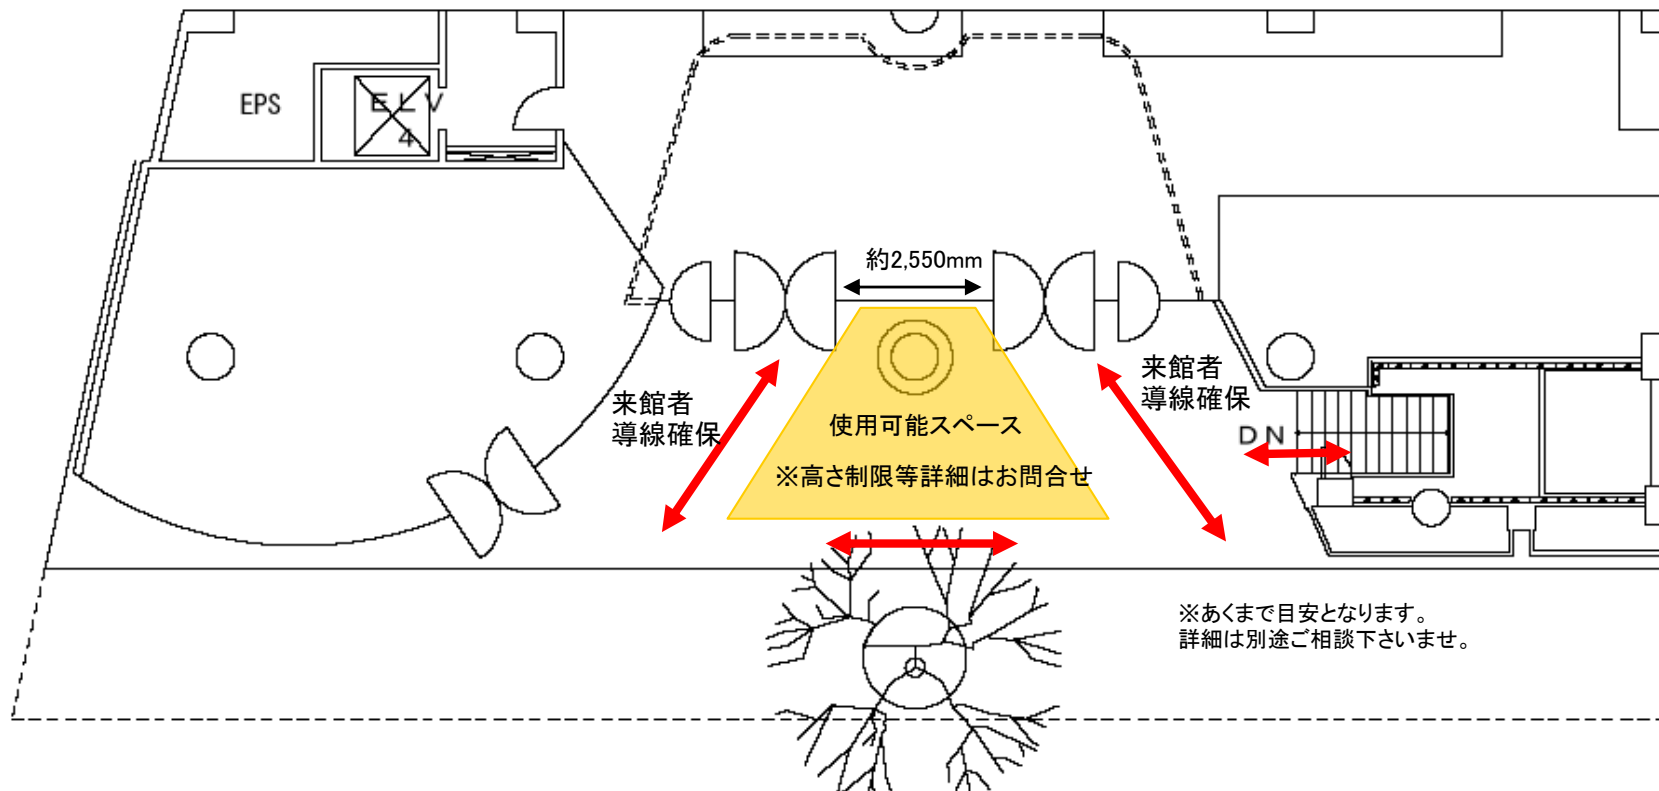 EPS
ELV
4
約2,550mm
来館者
導線確保
来館者
導線確保
使用可能スペース
※高さ制限等詳細はお問合せ
DN
※あくまで目安となります。
詳細は別途ご相談下さいませ。